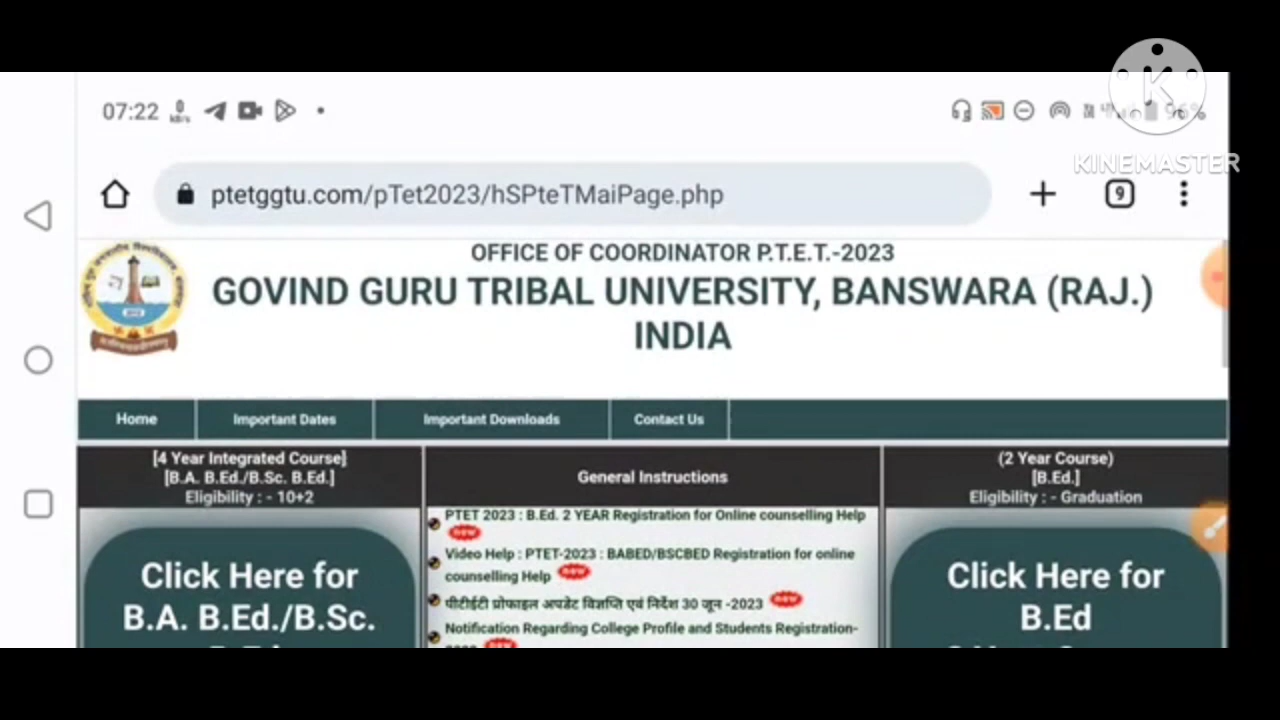 07:22
96%
KINEMASTER
ptetggtu.com/pTet2023/hSPteTMaiPage.php
9
OFFICE OF COORDINATOR P.T.E.T.-2023
GOVIND GURU TRIBAL UNIVERSITY, BANSWARA (RAJ.)
INDIA
Home
Important Dates
Important Downloads
Contact Us
[4 Year Integrated Course]
[B.A. B.Ed./B.Sc. B.Ed.]
Eligibility : - 10+2
Click Here for
B.A. B.Ed./B.Sc.
General Instructions
PTET 2023 : B.Ed. 2 YEAR Registration for Online counselling Help
new
Video Help : PTET-2023 : BABED/BSCBED Registration for online
counselling Help new
पीटीईटी प्रोफाइल अपडेट विज्ञप्ति एवं निर्देश 30 जून -2023 new
Notification Regarding College Profile and Students Registration-
(2 Year Course)
[B.Ed.]
Eligibility : - Graduation
Click Here for
B.Ed